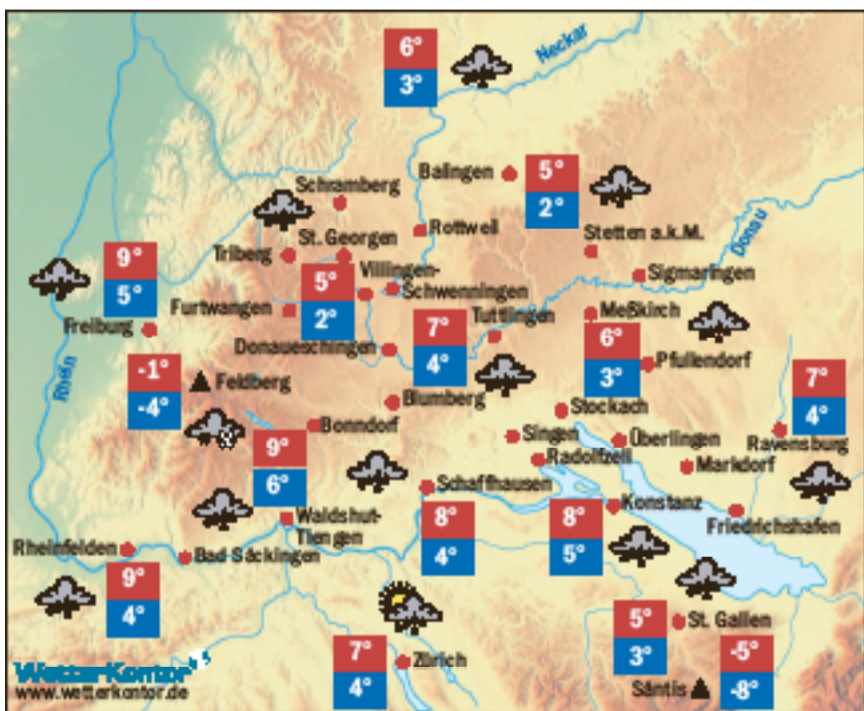 6°
3°
Neckar
Balingen
5°
2°
Schramberg
Rottweil
Stetten a.k.M.
Donau
St. Georgen
Triberg
9°
5°
Villingen-
Schwenningen
5°
2°
Sigmaringen
Furtwangen
Freiburg
Meßkirch
7°
4°
Tuttlingen
6°
3°
Donaueschingen
Pfullendorf
Rhein
-1°
-4°
Feldberg
7°
4°
Blumberg
Stockach
Bonndorf
Singen
Überlingen
Ravensburg
9°
6°
Radolfzell
Markdorf
Schaffhausen
Konstanz
Friedrichshafen
Waldshut-
Tiengen
8°
4°
8°
5°
Rheinfelden
Bad-Säckingen
9°
4°
5°
3°
St. Gallen
7°
4°
Zürich
-5°
-8°
Säntis
WetterKontor
www.wetterkontor.de